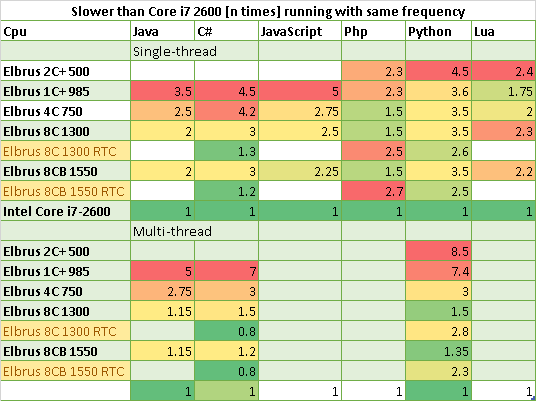 Slower than Core i7 2600 [n times] running with same frequency
Cpu Java C# JavaScript Php Python Lua
Single-thread
Elbrus 2C+ 500 2.3 4.5 2.4
Elbrus 1C+ 985 3.5 4.5 5 2.3 3.6 1.75
Elbrus 4C 750 2.5 4.2 2.75 1.5 3.5 2
Elbrus 8C 1300 2 3 2.5 1.5 3.5 2.3
Elbrus 8C 1300 RTC 1.3 2.5 2.6
Elbrus 8CB 1550 2 3 2.25 1.5 3.5 2.2
Elbrus 8CB 1550 RTC 1.2 2.7 2.5
Intel Core i7-2600 1 1 1 1 1 1
Multi-thread
Elbrus 2C+ 500 8.5
Elbrus 1C+ 985 5 7 7.4
Elbrus 4C 750 2.75 3 3
Elbrus 8C 1300 1.15 1.5 1.5
Elbrus 8C 1300 RTC 0.8 2.8
Elbrus 8CB 1550 1.15 1.2 1.35
Elbrus 8CB 1550 RTC 0.8 2.3
1 1 1 1 1 1